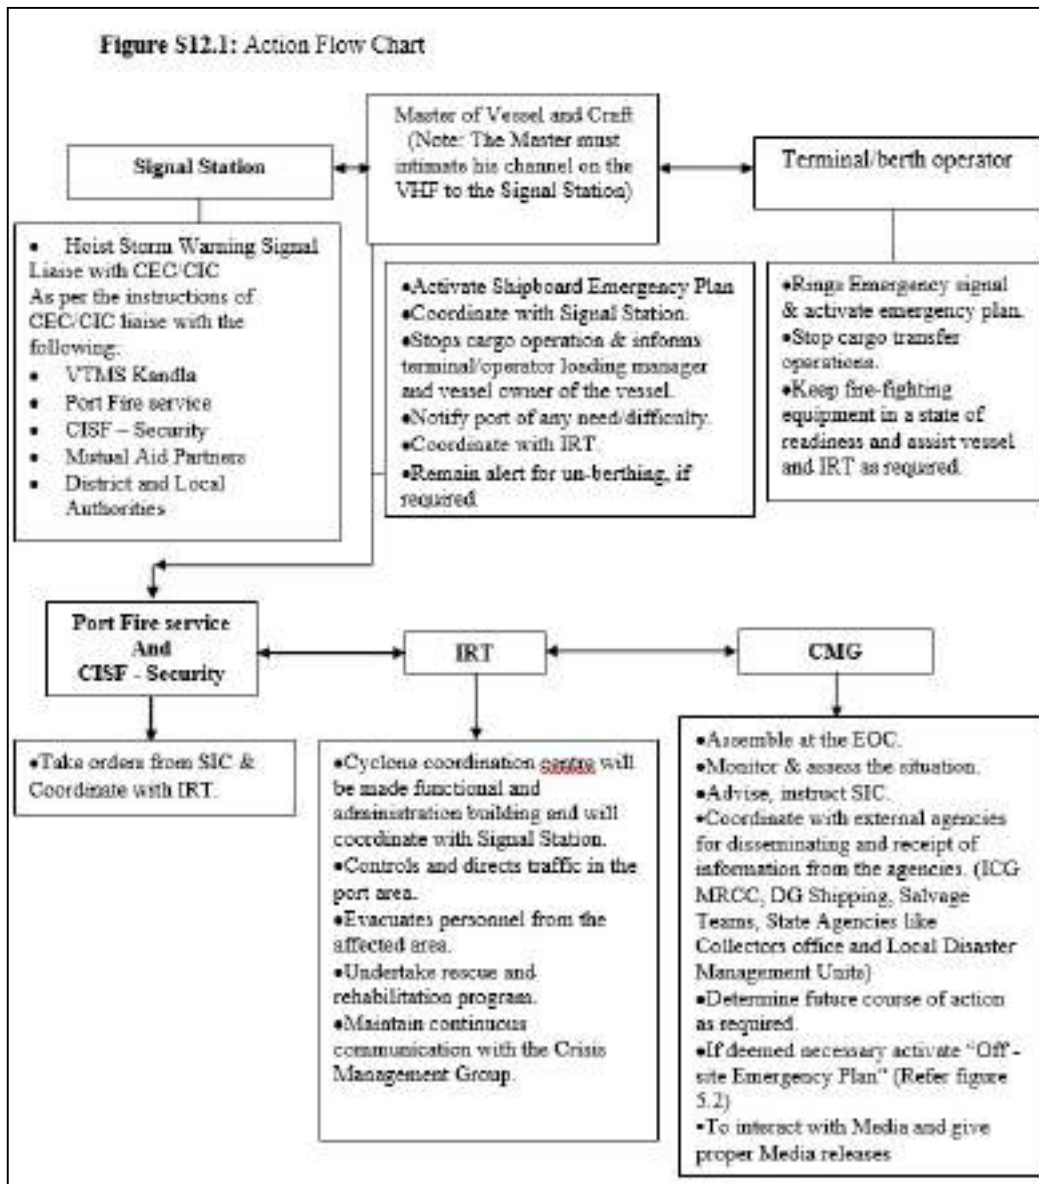 Figure S12.1: Action Flow Chart
Signal Station
Master of Vessel and Craft
(Note: The Master must
intimate his channel on the
VHF to the Signal Station)
Terminal/berth operator
• Hoist Storm Warning Signal
Liaise with CEC/CIC
As per the instructions of
CEC/CIC liaise with the
following:
• VTMS Kandla
• Port Fire service
• CISF – Security
• Mutual Aid Partners
• District and Local
Authorities
•Activate Shipboard Emergency Plan
•Coordinate with Signal Station.
•Stops cargo operation & informs
terminal/operator loading manager
and vessel owner of the vessel.
•Notify port of any need/difficulty.
•Coordinate with IRT.
•Remain alert for un-berthing, if
required.
•Rings Emergency signal
& activate emergency plan.
•Stop cargo transfer
operations.
•Keep fire-fighting
equipment in a state of
readiness and assist vessel
and IRT as required.
Port Fire service
And
CISF - Security
IRT
CMG
•Take orders from SIC &
Coordinate with IRT.
•Cyclone coordination centre will
be made functional and
administration building and will
coordinate with Signal Station.
•Controls and directs traffic in the
port area.
•Evacuates personnel from the
affected area.
•Undertake rescue and
rehabilitation program.
•Maintain continuous
communication with the Crisis
Management Group.
•Assemble at the EOC.
•Monitor & assess the situation.
•Advise, instruct SIC.
•Coordinate with external agencies
for disseminating and receipt of
information from the agencies. (ICG
MRCC, DG Shipping, Salvage
Teams, State Agencies like
Collectors office and Local Disaster
Management Units)
•Determine future course of action
as required.
•If deemed necessary activate “Off -
site Emergency Plan” (Refer figure
5.2)
•To interact with Media and give
proper Media releases